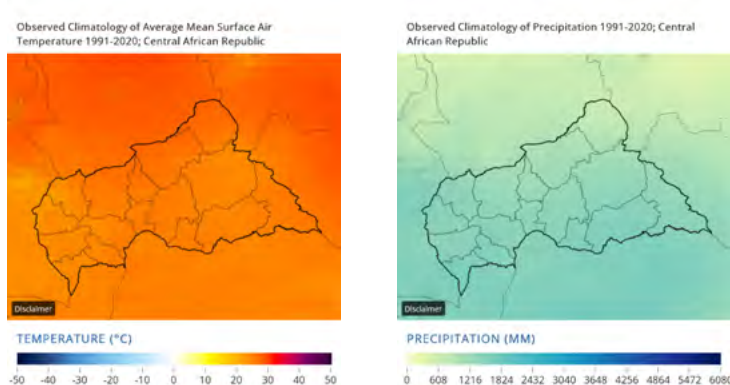 Observed Climatology of Average Mean Surface Air
Temperature 1991-2020; Central African Republic
Disclaimer
TEMPERATURE (°C)
-50 -40 -30 -20 -10 0 10 20 30 40 50
Observed Climatology of Precipitation 1991-2020; Central
African Republic
Disclaimer
PRECIPITATION (MM)
0 608 1216 1824 2432 3040 3648 4256 4864 5472 6080